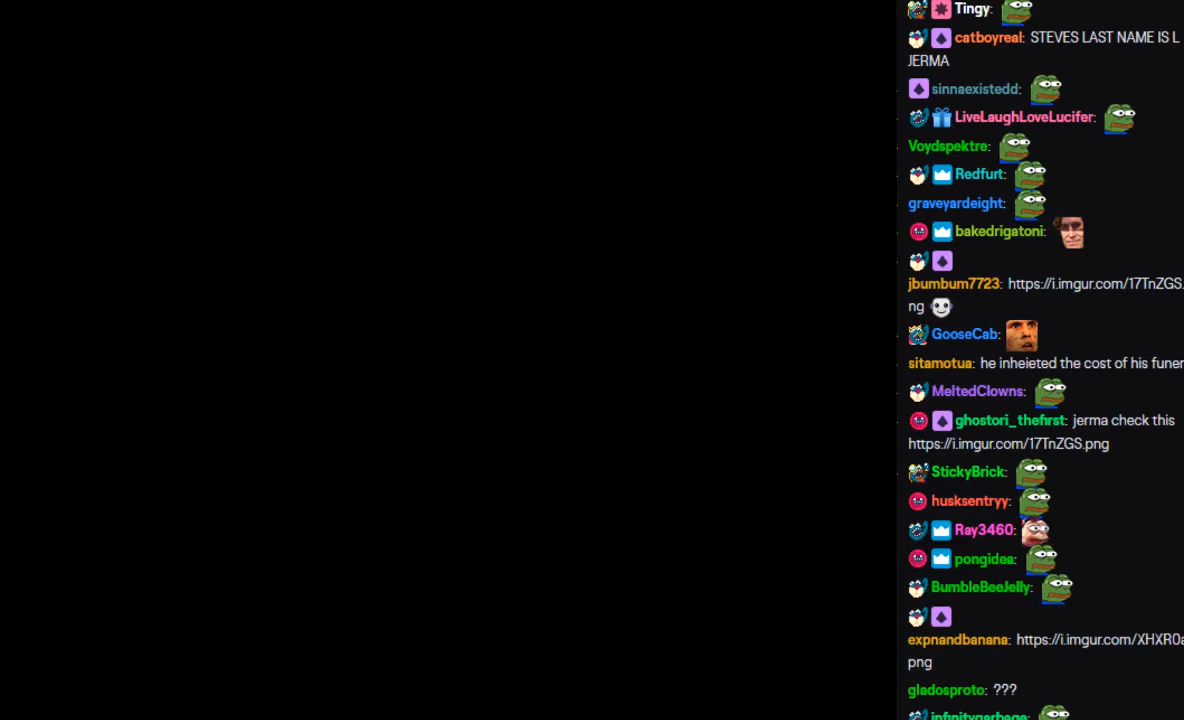 Tingy:
catboyreal: STEVES LAST NAME IS L
JERMA
sinnaexistedd:
LiveLaughLoveLucifer:
Voydspektre:
Redfurt:
graveyardeight:
bakedrigatoni:
jbumbum7723: https://i.imgur.com/17TnZGS.
ng
GooseCab:
sitamotua: he inheieted the cost of his funer
MeltedClowns:
ghostori_thefirst: jerma check this
https://i.imgur.com/17TnZGS.png
StickyBrick:
husksentryy:
Ray3460:
pongidea:
BumbleBeeJelly:
expnandbanana: https://i.imgur.com/XHXR0a
png
gladosproto: ???
infinitygarbage: